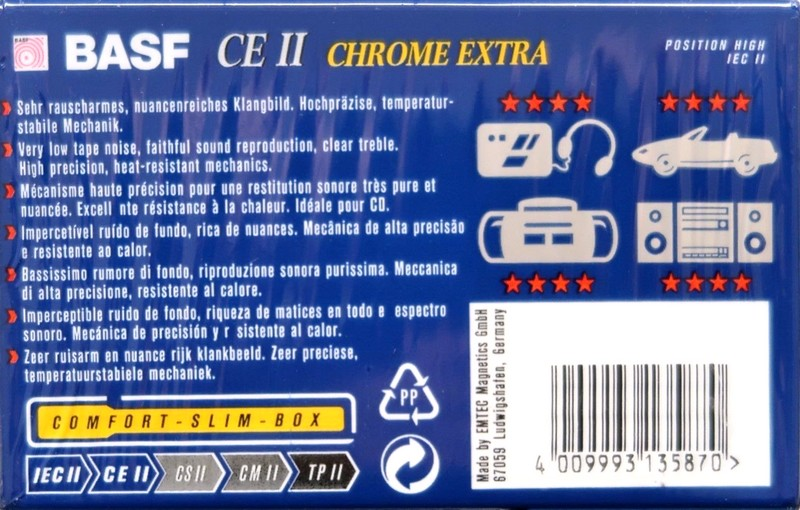 BASF CE II CHROME EXTRA
POSITION HIGH
IEC II
Sehr rauscharmes, nuancenreiches Klangbild. Hochpräzise, temperatur-
stabile Mechanik.
Very low tape noise, faithful sound reproduction, clear treble.
High precision, heat-resistant mechanics.
Mécanisme haute précision pour une restitution sonore très pure et
nuancée. Excell nte résistance à la chaleur. Idéale pour CD.
Impercetível ruído de fundo, rica de nuances. Mecânica de alta precisão
e resistente ao calor.
Bassissimo rumore di fondo, riproduzione sonora purissima. Meccanica
di alta precisione, resistente al calore.
Imperceptible ruido de fondo, riqueza de matices en todo e espectro
sonoro. Mecánica de precisión y r sistente al calor.
Zeer ruisarm en nuance rijk klankbeeld. Zeer preciese,
temperatuurstabiele mechaniek.
COMFORT-SLIM-BOX
IEC II CE II CS II CM II TP II
PP
Made by EMTEC Magnetics GmbH
67059 Ludwigshafen, Germany
4 009993 135870 >